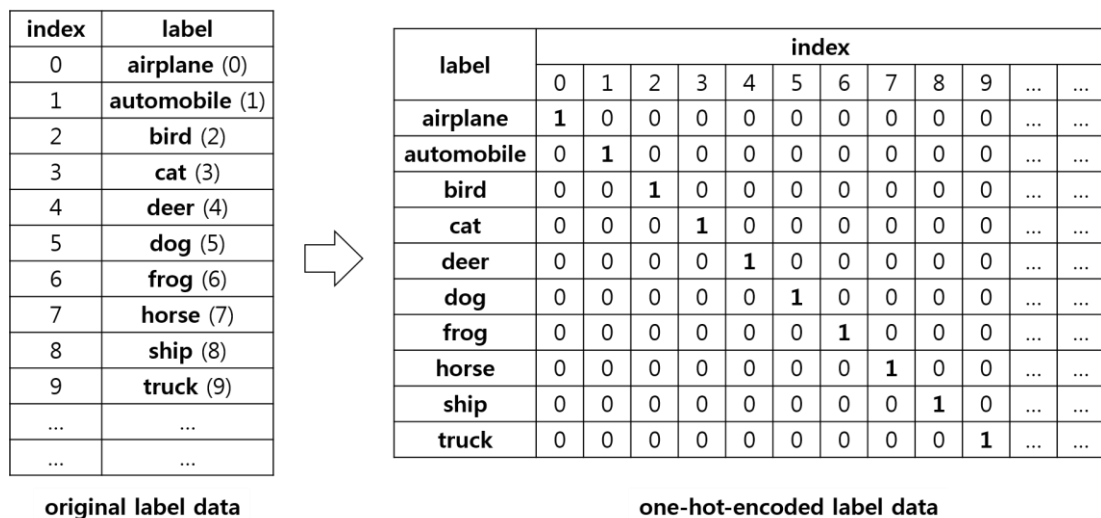 index label
0 airplane (0)
1 automobile (1)
2 bird (2)
3 cat (3)
4 deer (4)
5 dog (5)
6 frog (6)
7 horse (7)
8 ship (8)
9 truck (9)
... ...
... ...
original label data
label index
0 1 2 3 4 5 6 7 8 9 ... ...
airplane 1 0 0 0 0 0 0 0 0 0 ... ...
automobile 0 1 0 0 0 0 0 0 0 0 ... ...
bird 0 0 1 0 0 0 0 0 0 0 ... ...
cat 0 0 0 1 0 0 0 0 0 0 ... ...
deer 0 0 0 0 1 0 0 0 0 0 ... ...
dog 0 0 0 0 0 1 0 0 0 0 ... ...
frog 0 0 0 0 0 0 1 0 0 0 ... ...
horse 0 0 0 0 0 0 0 1 0 0 ... ...
ship 0 0 0 0 0 0 0 0 1 0 ... ...
truck 0 0 0 0 0 0 0 0 0 1 ... ...
one-hot-encoded label data